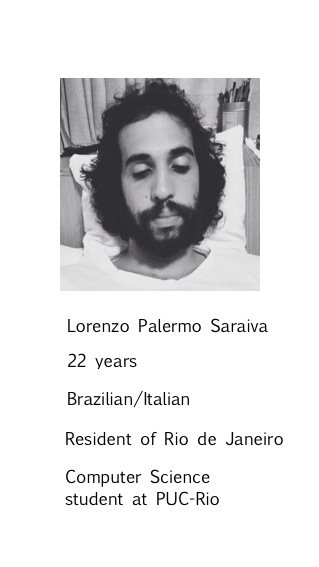 Lorenzo Palermo Saraiva
22 years
Brazilian/Italian
Resident of Rio de Janeiro
Computer Science
student at PUC-Rio